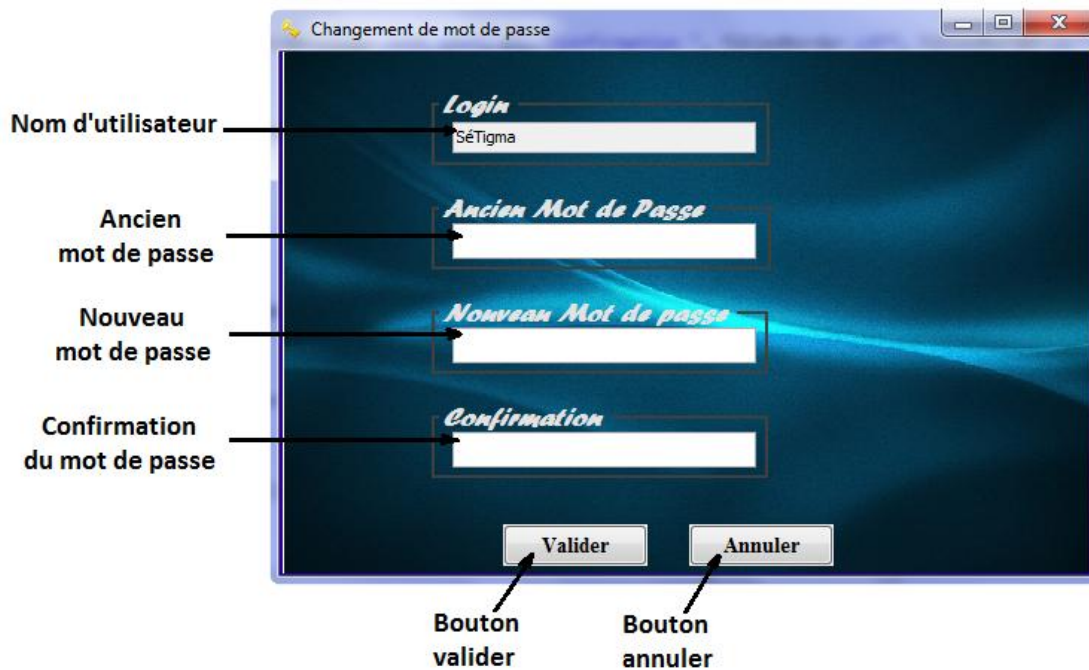 Changement de mot de passe
Login
Nom d'utilisateur
SéTigma
Ancien
mot de passe
Ancien Mot de Passe
Nouveau
mot de passe
Nouveau Mot de passe
Confirmation
du mot de passe
Confirmation
Valider
Annuler
Bouton
valider
Bouton
annuler